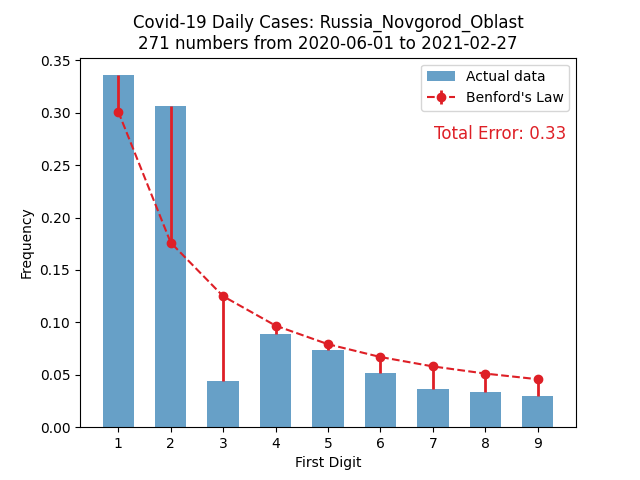 Covid-19 Daily Cases: Russia_Novgorod_Oblast
271 numbers from 2020-06-01 to 2021-02-27
Actual data
Benford's Law
Total Error: 0.33
Frequency
0.35
0.30
0.25
0.20
0.15
0.10
0.05
0.00
1 2 3 4 5 6 7 8 9
First Digit